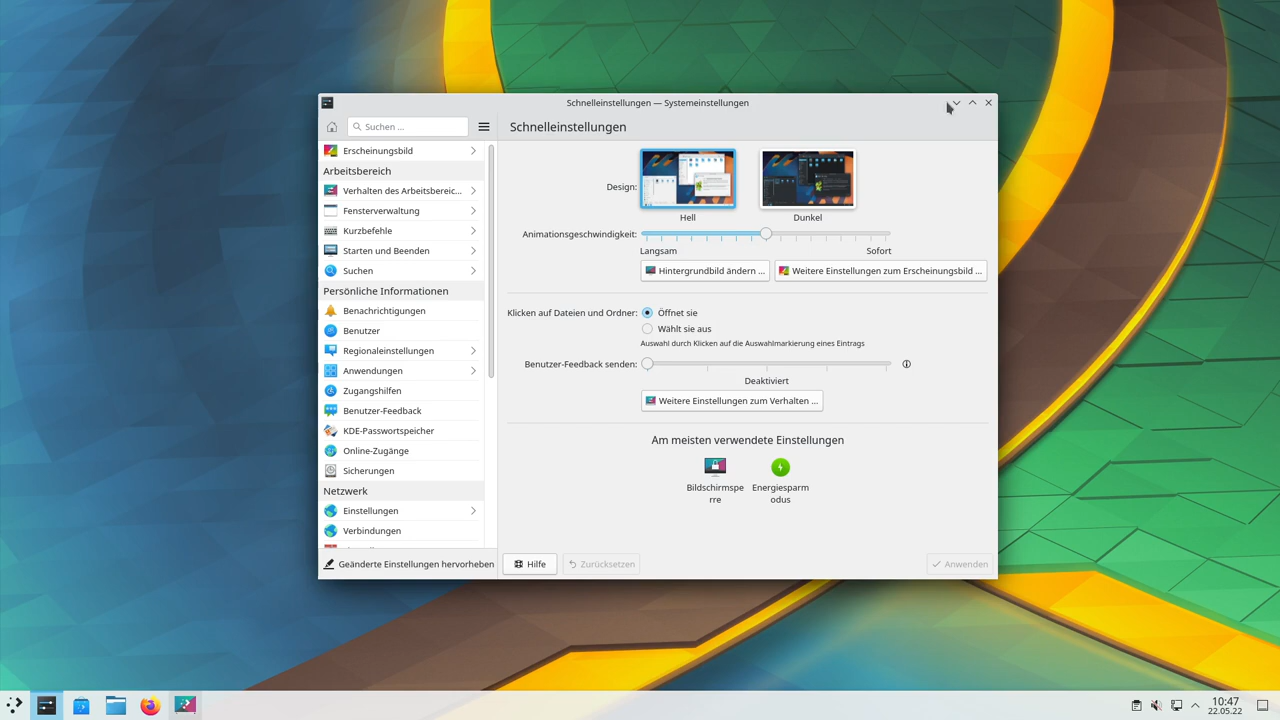 Schnelleinstellungen — Systemeinstellungen
Suchen ...
Schnelleinstellungen
Erscheinungsbild
Arbeitsbereich
Verhalten des Arbeitsbereic...
Fensterverwaltung
Kurzbefehle
Starten und Beenden
Suchen
Persönliche Informationen
Benachrichtigungen
Benutzer
Regionaleinstellungen
Anwendungen
Zugangshilfen
Benutzer-Feedback
KDE-Passwortspeicher
Online-Zugänge
Sicherungen
Netzwerk
Einstellungen
Verbindungen
Geänderte Einstellungen hervorheben
Design:
Hell
Dunkel
Animationsgeschwindigkeit:
Langsam
Sofort
Hintergrundbild ändern ...
Weitere Einstellungen zum Erscheinungsbild ...
Klicken auf Dateien und Ordner:
Öffnet sie
Wählt sie aus
Auswahl durch Klicken auf die Auswahlmarkierung eines Eintrags
Benutzer-Feedback senden:
Deaktiviert
Weitere Einstellungen zum Verhalten ...
Am meisten verwendete Einstellungen
Bildschirmspe
rre
Energiesparm
odus
Hilfe
Zurücksetzen
Anwenden
10:47
22.05.22